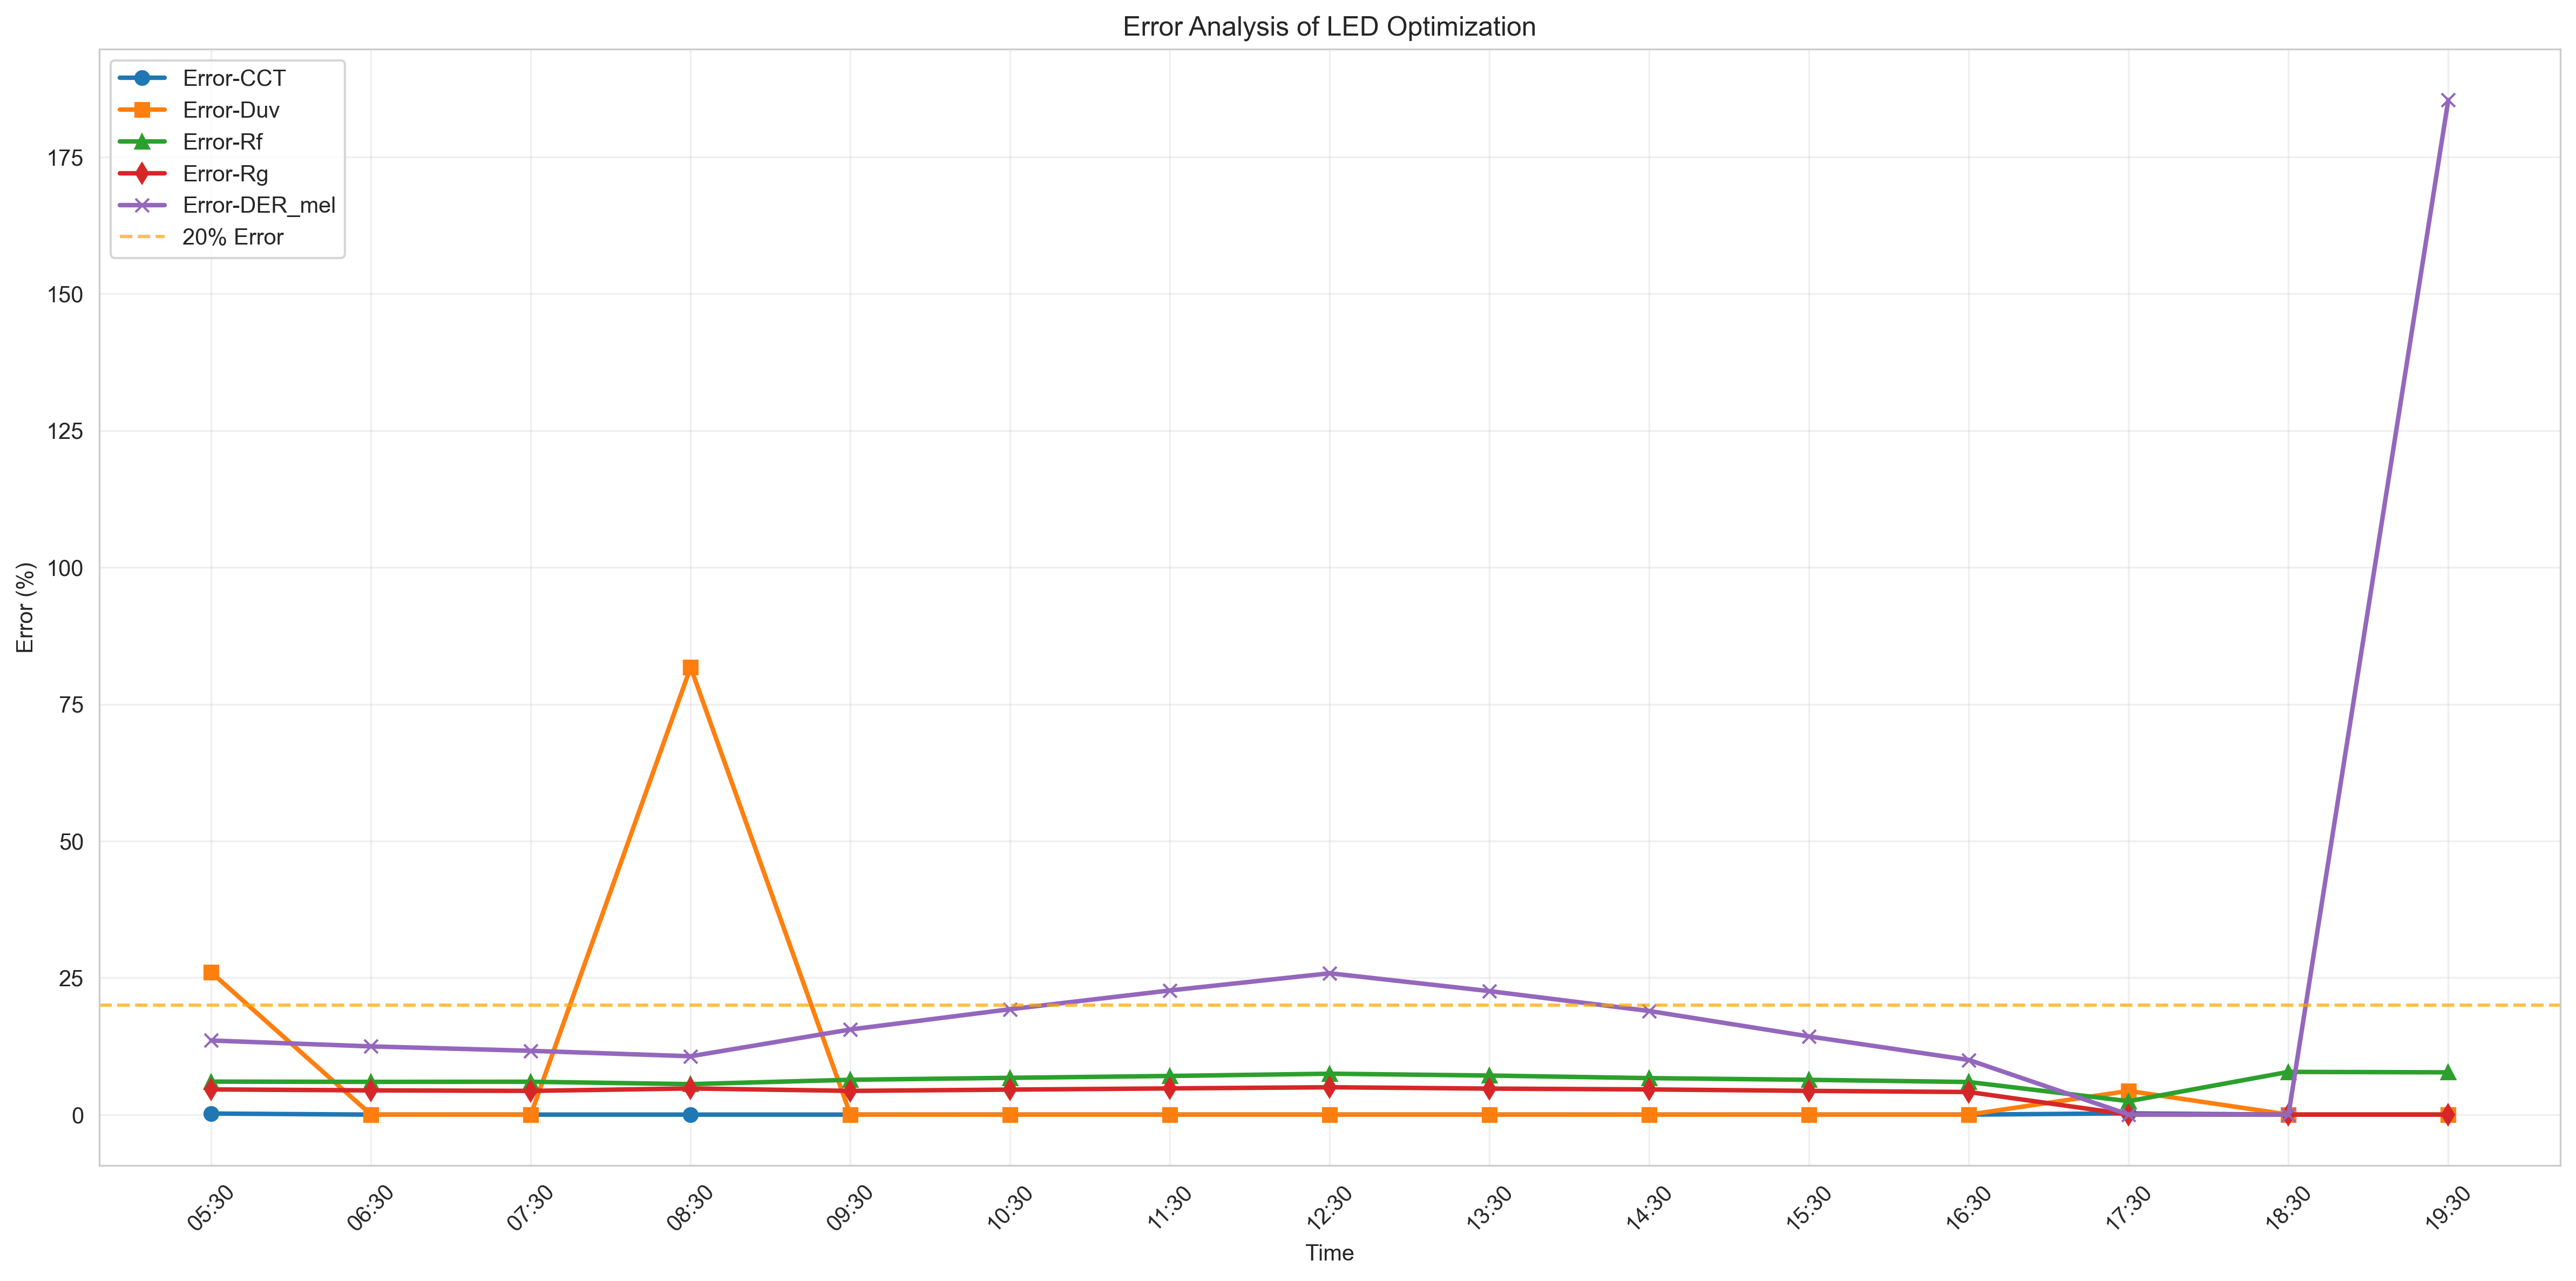 Error Analysis of LED Optimization
Error-CCT
Error-Duv
Error-Rf
Error-Rg
Error-DER_mel
20% Error
175
150
125
100
75
50
25
0
Error (%)
05:30
06:30
07:30
08:30
09:30
10:30
11:30
12:30
13:30
14:30
15:30
16:30
17:30
18:30
19:30
Time